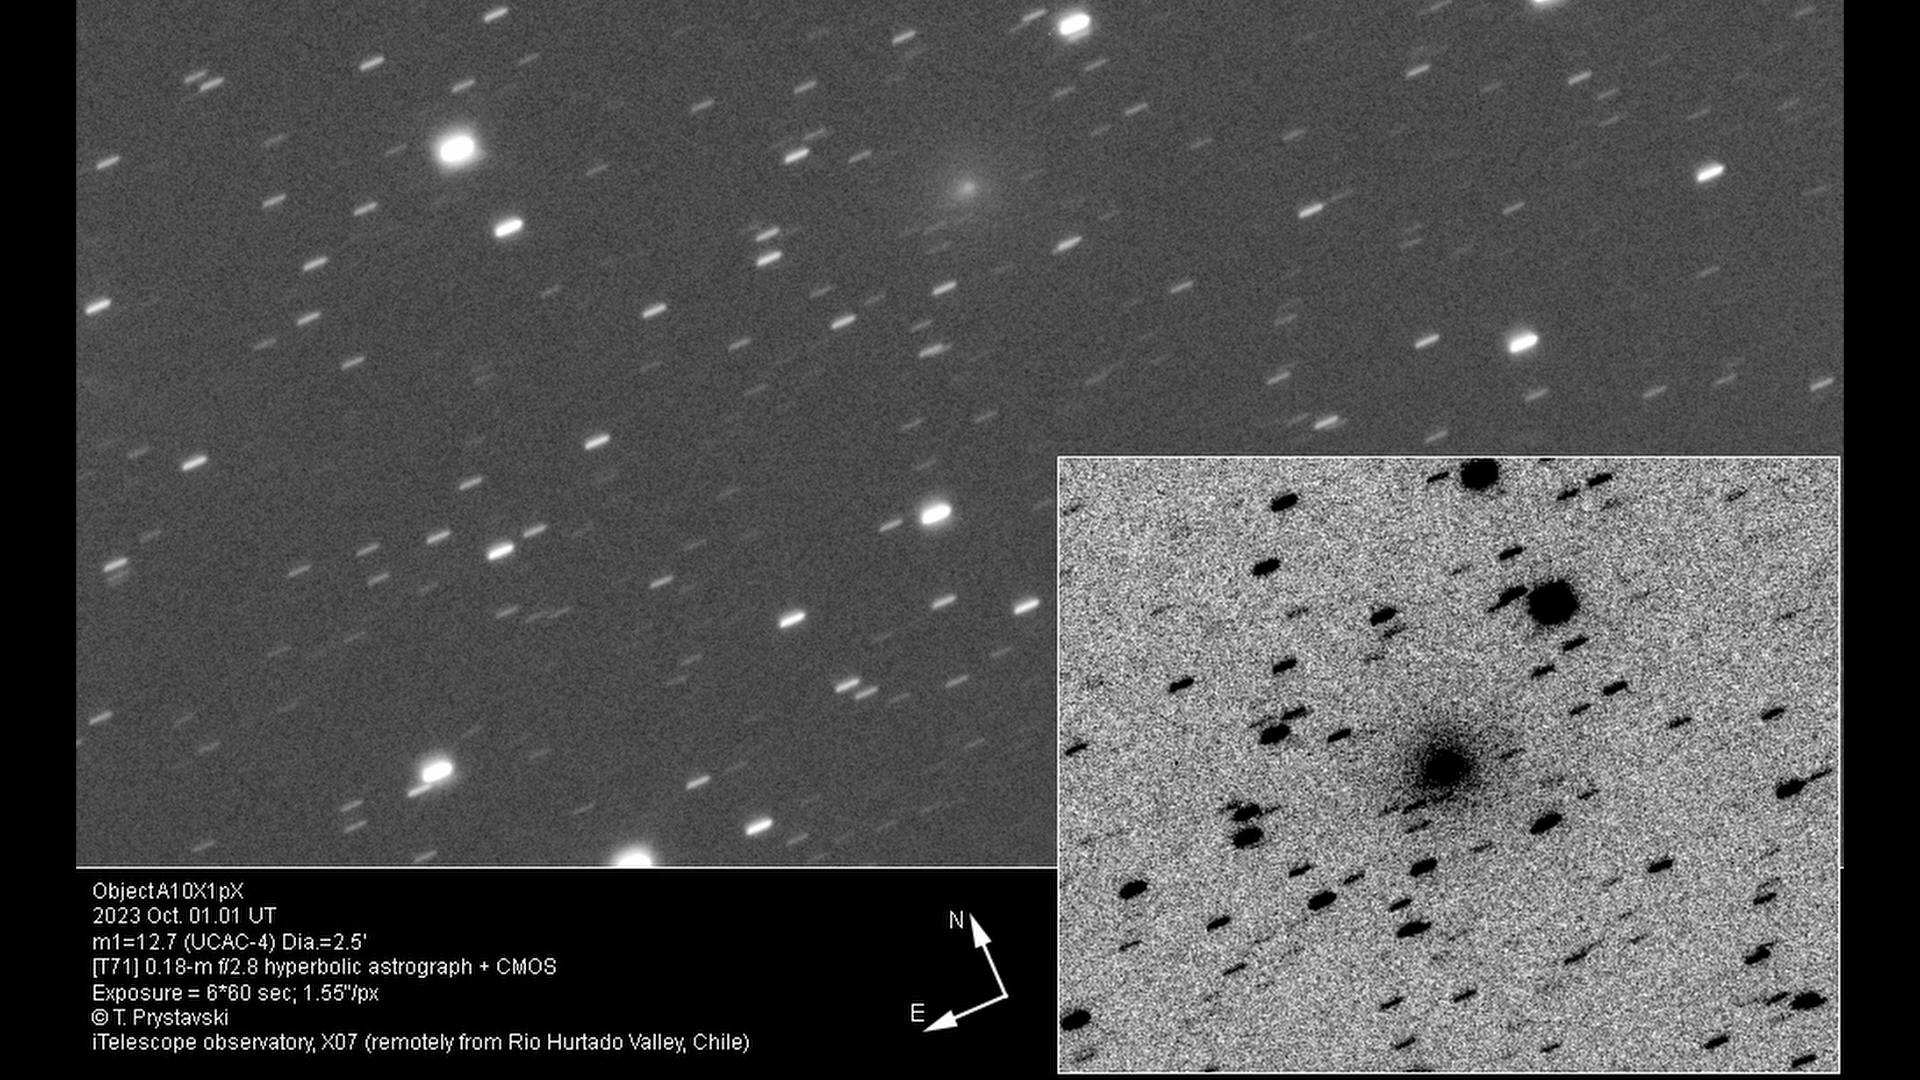 Object A10X1pX
2023 Oct. 01.01 UT
m1=12.7 (UCAC-4) Dia.=2.5'
[T71] 0.18-m f/2.8 hyperbolic astrograph + CMOS
Exposure = 6*60 sec; 1.55"/px
© T. Prystavski
iTelescope observatory, X07 (remotely from Rio Hurtado Valley, Chile)
N
E